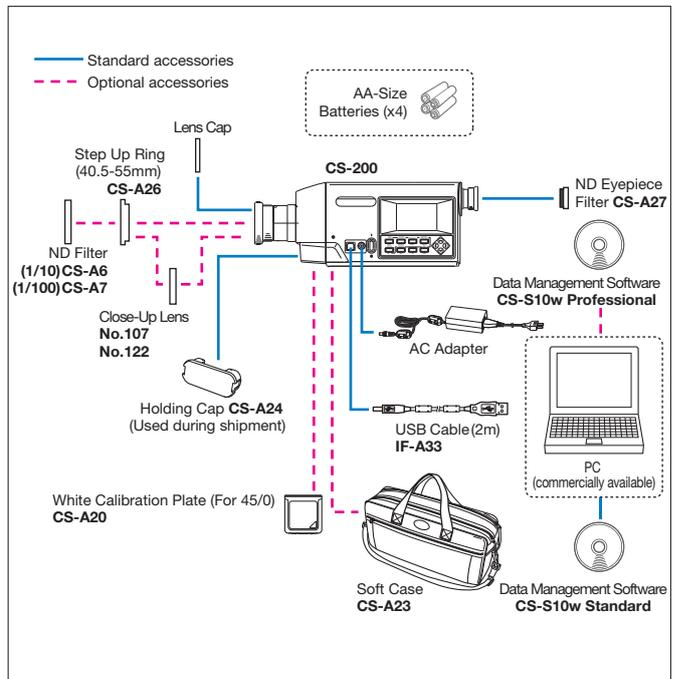 Standard accessories
Optional accessories
AA-Size
Batteries (x4)
Lens Cap
Step Up Ring
(40.5-55mm)
CS-A26
CS-200
ND Eyepiece
Filter CS-A27
ND Filter
(1/10)CS-A6
(1/100)CS-A7
Close-Up Lens
No.107
No.122
Data Management Software
CS-S10w Professional
AC Adapter
Holding Cap CS-A24
(Used during shipment)
USB Cable(2m)
IF-A33
PC
(commercially available)
White Calibration Plate (For 45/0)
CS-A20
Soft Case
CS-A23
Data Management Software
CS-S10w Standard